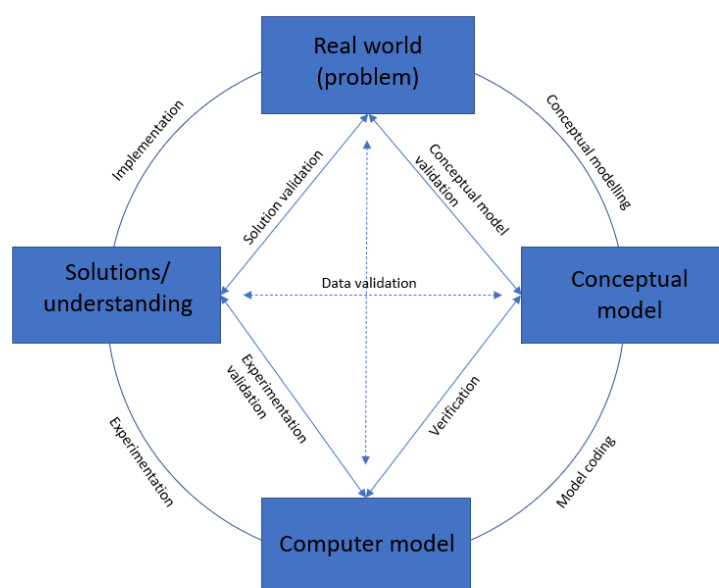 Real world
(problem)
Implementation
Conceptual modelling
Solution validation
Conceptual model
validation
Solutions/
understanding
Data validation
Conceptual
model
Experimentation
validation
Verification
Experimentation
Model coding
Computer model